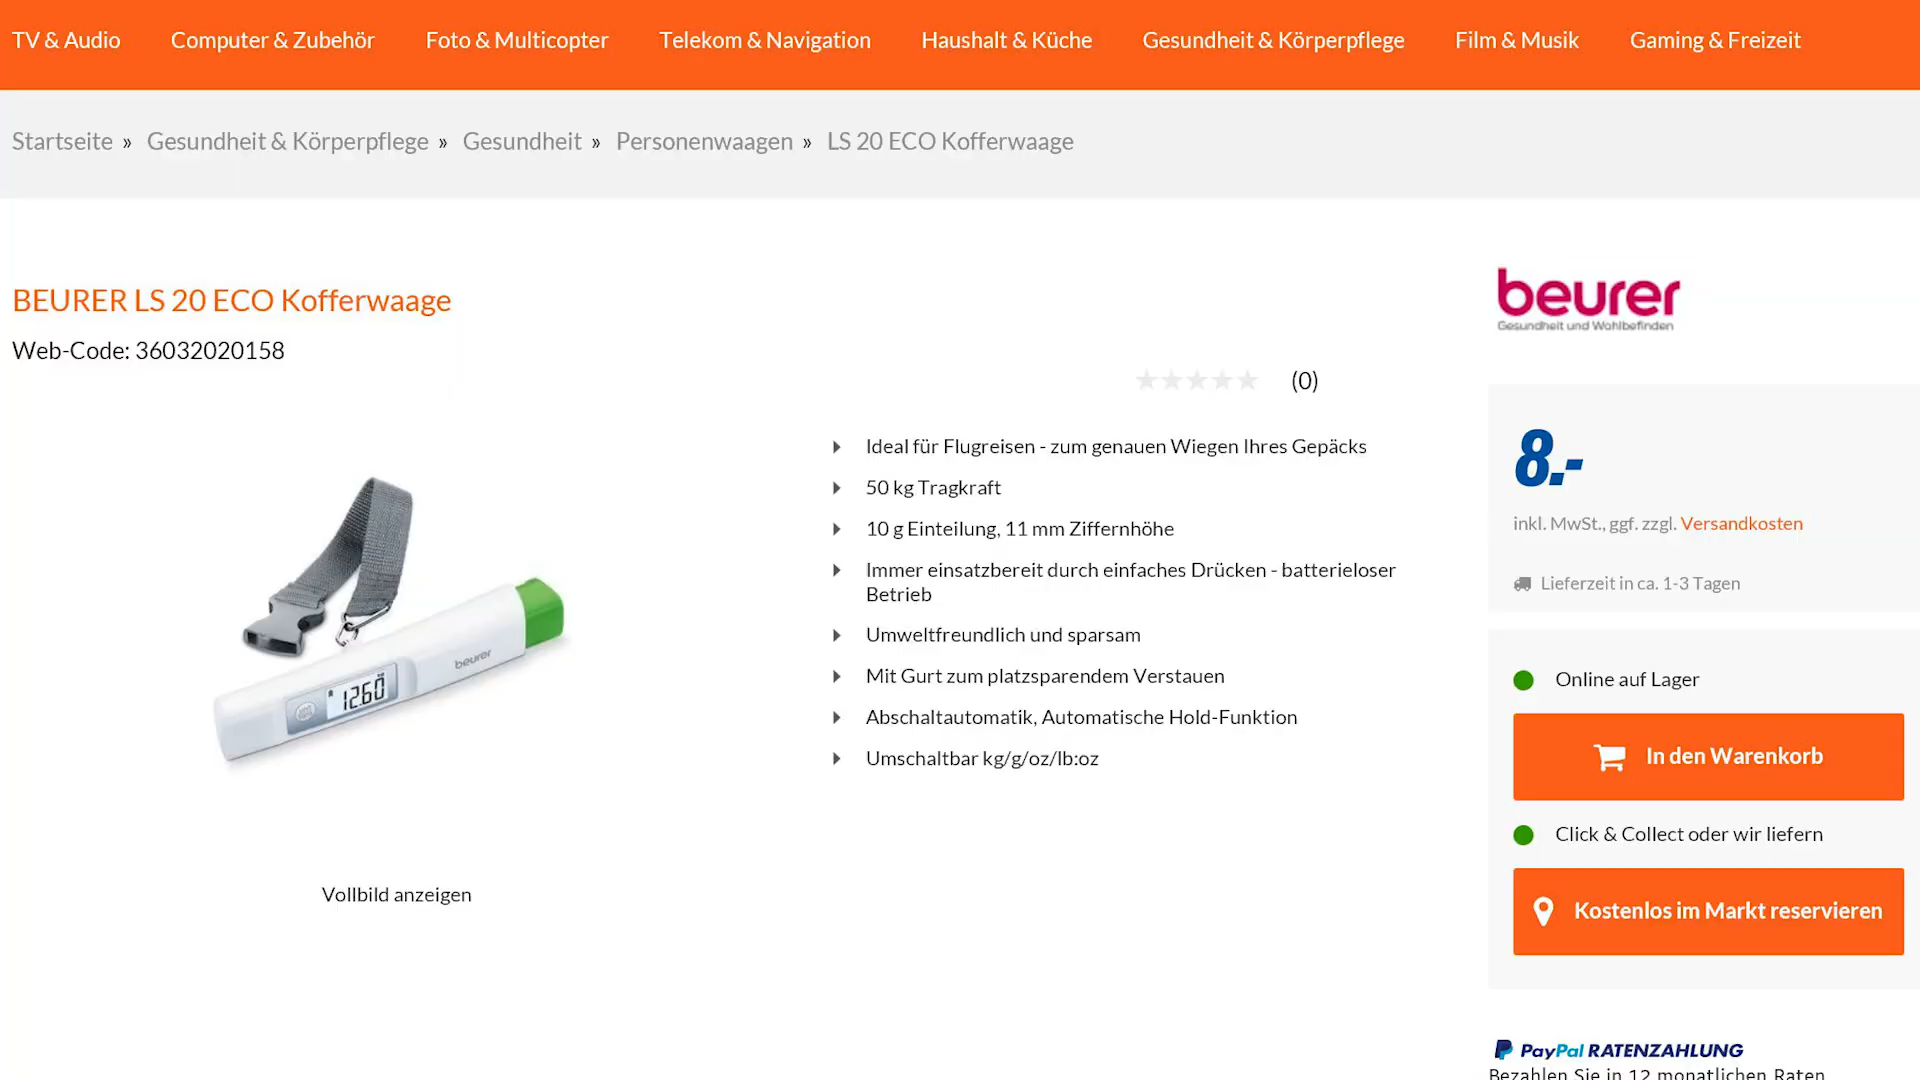 TV & Audio Computer & Zubehör Foto & Multicopter Telekom & Navigation Haushalt & Küche Gesundheit & Körperpflege Film & Musik Gaming & Freizeit
Startseite » Gesundheit & Körperpflege » Gesundheit » Personenwaagen » LS 20 ECO Kofferwaage
BEURER LS 20 ECO Kofferwaage
Web-Code: 36032020158
beurer
12.60
Vollbild anzeigen
(0)
Ideal für Flugreisen - zum genauen Wiegen Ihres Gepäcks
50 kg Tragkraft
10 g Einteilung, 11 mm Ziffernhöhe
Immer einsatzbereit durch einfaches Drücken - batterieloser
Betrieb
Umweltfreundlich und sparsam
Mit Gurt zum platzsparendem Verstauen
Abschaltautomatik, Automatische Hold-Funktion
Umschaltbar kg/g/oz/lb:oz
beurer
Gesundheit und Wohlbefinden
8.-
inkl. MwSt., ggf. zzgl. Versandkosten
Lieferzeit in ca. 1-3 Tagen
Online auf Lager
In den Warenkorb
Click & Collect oder wir liefern
Kostenlos im Markt reservieren
PayPal RATENZAHLUNG
Bezahlen Sie in 12 monatlichen Raten